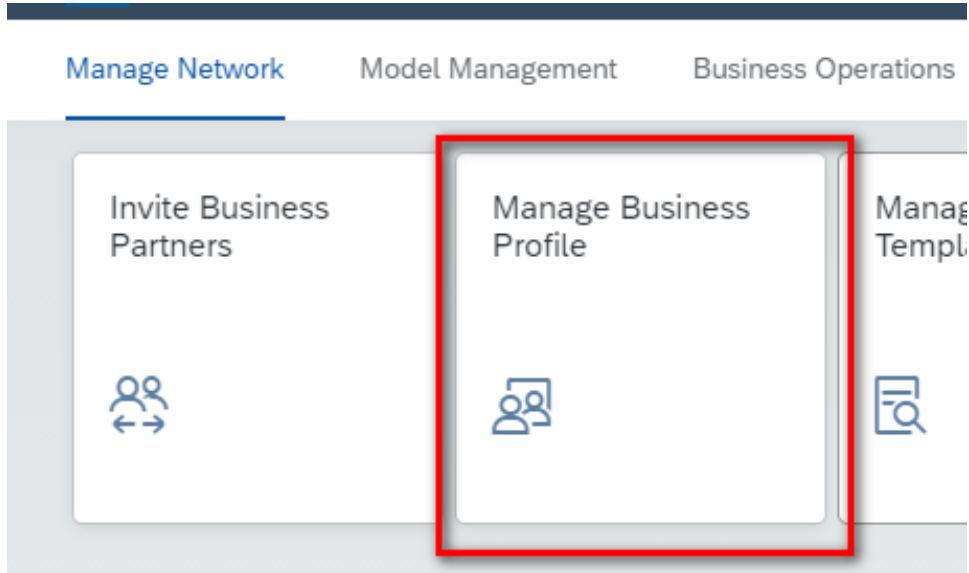 Manage Network Model Management Business Operations
Invite Business
Partners
Manage Business
Profile